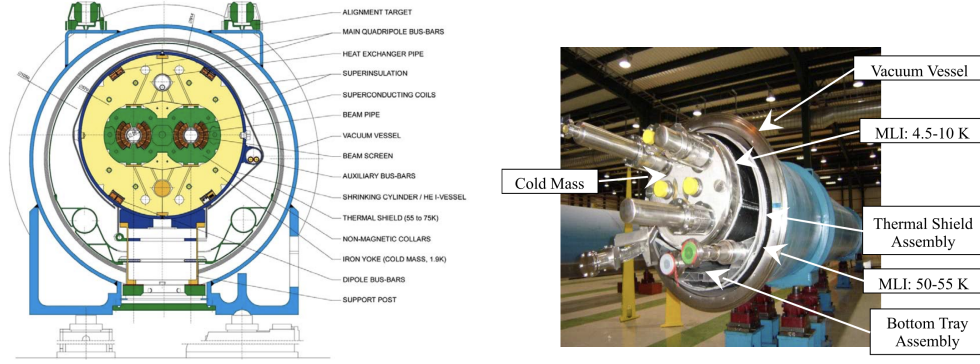 ALIGNMENT TARGET
MAIN QUADRIPOLE BUS-BARS
HEAT EXCHANGER PIPE
SUPERINSULATION
SUPERCONDUCTING COILS
BEAM PIPE
VACUUM VESSEL
BEAM SCREEN
AUXILIARY BUS-BARS
SHRINKING CYLINDER / HE I-VESSEL
THERMAL SHIELD (55 to 75K)
NON-MAGNETIC COLLARS
IRON YOKE (COLD MASS, 1.9K)
DIPOLE BUS-BARS
SUPPORT POST
Vacuum Vessel
MLI: 4.5-10 K
Cold Mass
Thermal Shield
Assembly
MLI: 50-55 K
Bottom Tray
Assembly